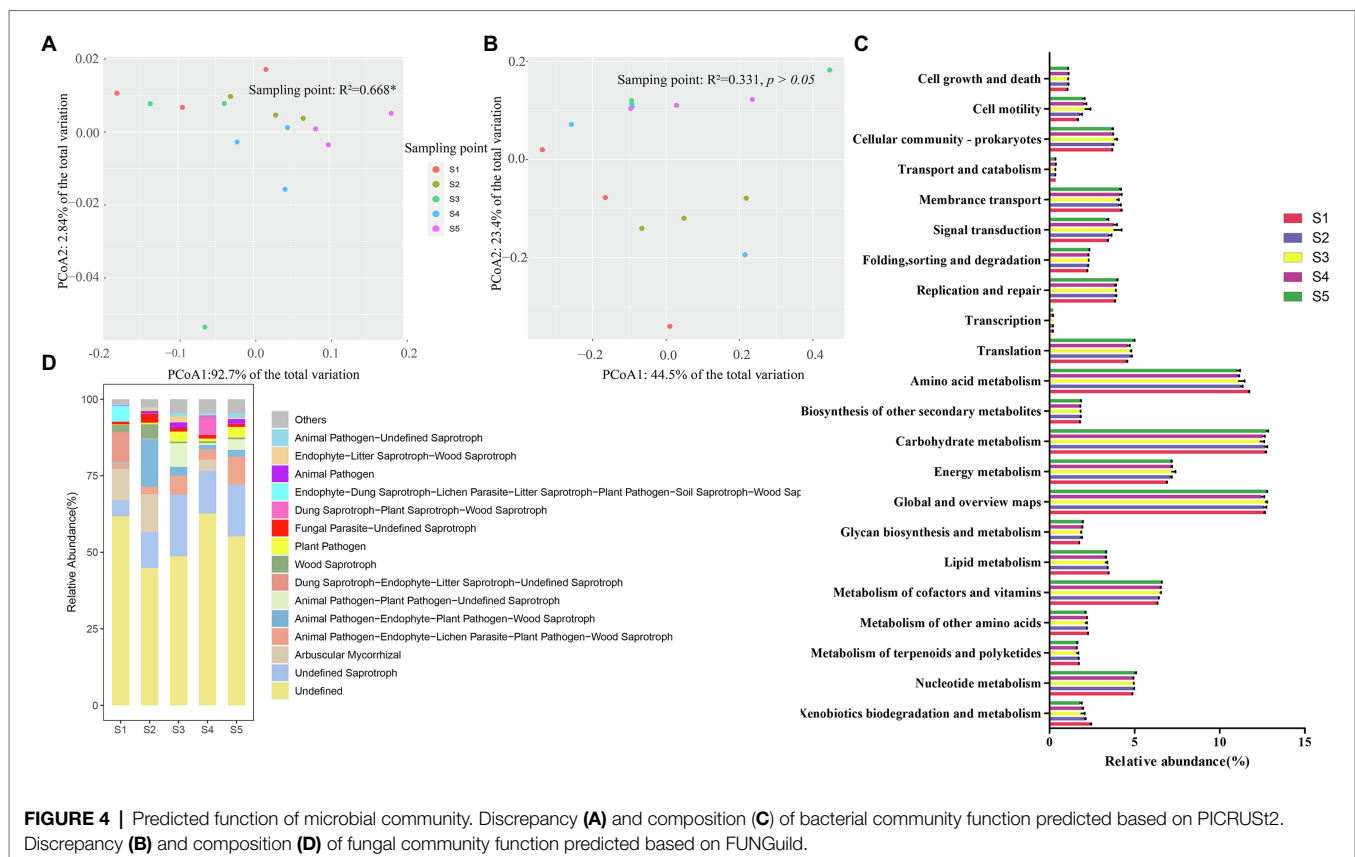 A
0.02
0.00
−0.02
−0.04
−0.2
−0.1
0.0
0.1
0.2
Sampling point: R²=0.668*
PCoA2: 2.84% of the total variation
PCoA1:92.7% of the total variation
Sampling point
S1
S2
S3
S4
S5
B
0.2
0.0
−0.2
−0.2
0.0
0.2
0.4
Samping point: R²=0.331, p > 0.05
PCoA2: 23.4% of the total variation
PCoA1: 44.5% of the total variation
C
Cell growth and death
Cell motility
Cellular community - prokaryotes
Transport and catabolism
Membrance transport
Signal transduction
Folding,sorting and degradation
Replication and repair
Transcription
Translation
Amino acid metabolism
Biosynthesis of other secondary metabolites
Carbohydrate metabolism
Energy metabolism
Global and overview maps
Glycan biosynthesis and metabolism
Lipid metabolism
Metabolism of cofactors and vitamins
Metabolism of other amino acids
Metabolism of terpenoids and polyketides
Nucleotide metabolism
Xenobiotics biodegradation and metabolism
0
5
10
15
Relative abundance(%)
S1
S2
S3
S4
S5
D
100
75
50
25
0
Relative Abundance(%)
S1
S2
S3
S4
S5
Others
Animal Pathogen−Undefined Saprotroph
Endophyte−Litter Saprotroph−Wood Saprotroph
Animal Pathogen
Endophyte−Dung Saprotroph−Lichen Parasite−Litter Saprotroph−Plant Pathogen−Soil Saprotroph−Wood Sap
Dung Saprotroph−Plant Saprotroph−Wood Saprotroph
Fungal Parasite−Undefined Saprotroph
Plant Pathogen
Wood Saprotroph
Dung Saprotroph−Endophyte−Litter Saprotroph−Undefined Saprotroph
Animal Pathogen−Plant Pathogen−Undefined Saprotroph
Animal Pathogen−Endophyte−Plant Pathogen−Wood Saprotroph
Animal Pathogen−Endophyte−Lichen Parasite−Plant Pathogen−Wood Saprotroph
Arbuscular Mycorrhizal
Undefined Saprotroph
Undefined
FIGURE 4 | Predicted function of microbial community. Discrepancy (A) and composition (C) of bacterial community function predicted based on PICRUSt2.
Discrepancy (B) and composition (D) of fungal community function predicted based on FUNGuild.